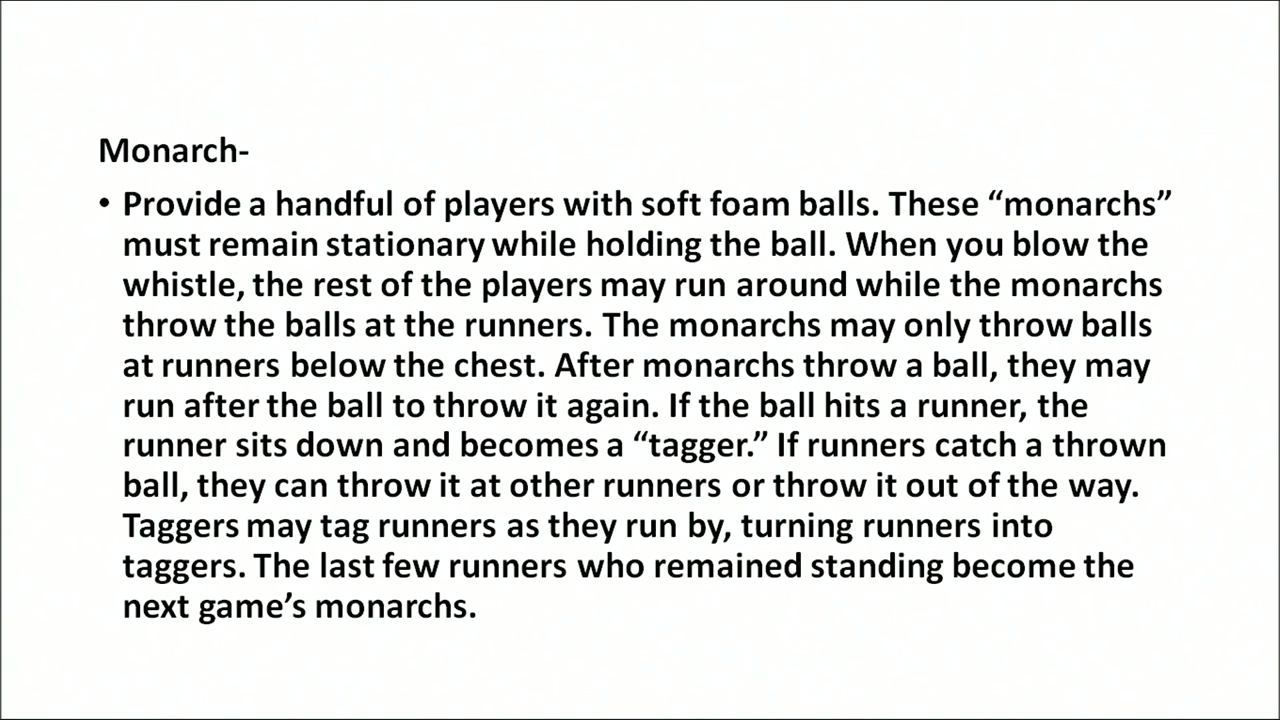 Monarch-
• Provide a handful of players with soft foam balls. These “monarchs”
must remain stationary while holding the ball. When you blow the
whistle, the rest of the players may run around while the monarchs
throw the balls at the runners. The monarchs may only throw balls
at runners below the chest. After monarchs throw a ball, they may
run after the ball to throw it again. If the ball hits a runner, the
runner sits down and becomes a “tagger.” If runners catch a thrown
ball, they can throw it at other runners or throw it out of the way.
Taggers may tag runners as they run by, turning runners into
taggers. The last few runners who remained standing become the
next game’s monarchs.